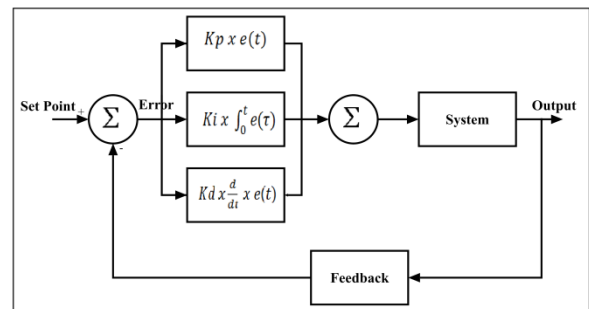 Kp x e(t)
Set Point
+
Σ
Error
Ki x ∫₀ᵗ e(τ)
Σ
System
Output
-
Kd x d/dt x e(t)
Feedback